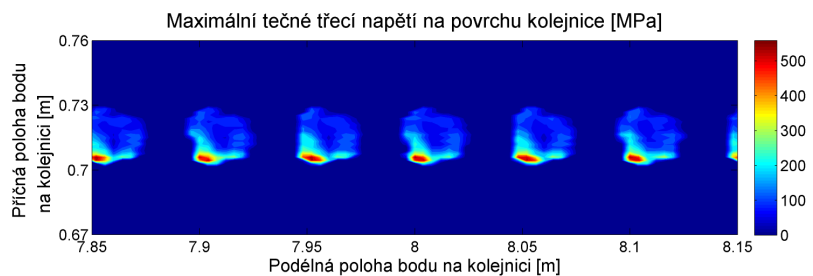 Maximální tečné třecí napětí na povrchu kolejnice [MPa]
0.76
0.73
0.7
0.67
Příčná poloha bodu
na kolejnici [m]
7.85 7.9 7.95 8 8.05 8.1 8.15
Podélná poloha bodu na kolejnici [m]
500
400
300
200
100
0